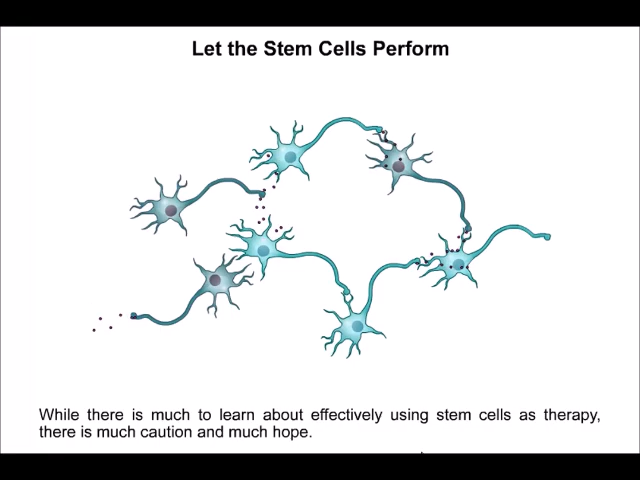 Let the Stem Cells Perform
While there is much to learn about effectively using stem cells as therapy,
there is much caution and much hope.